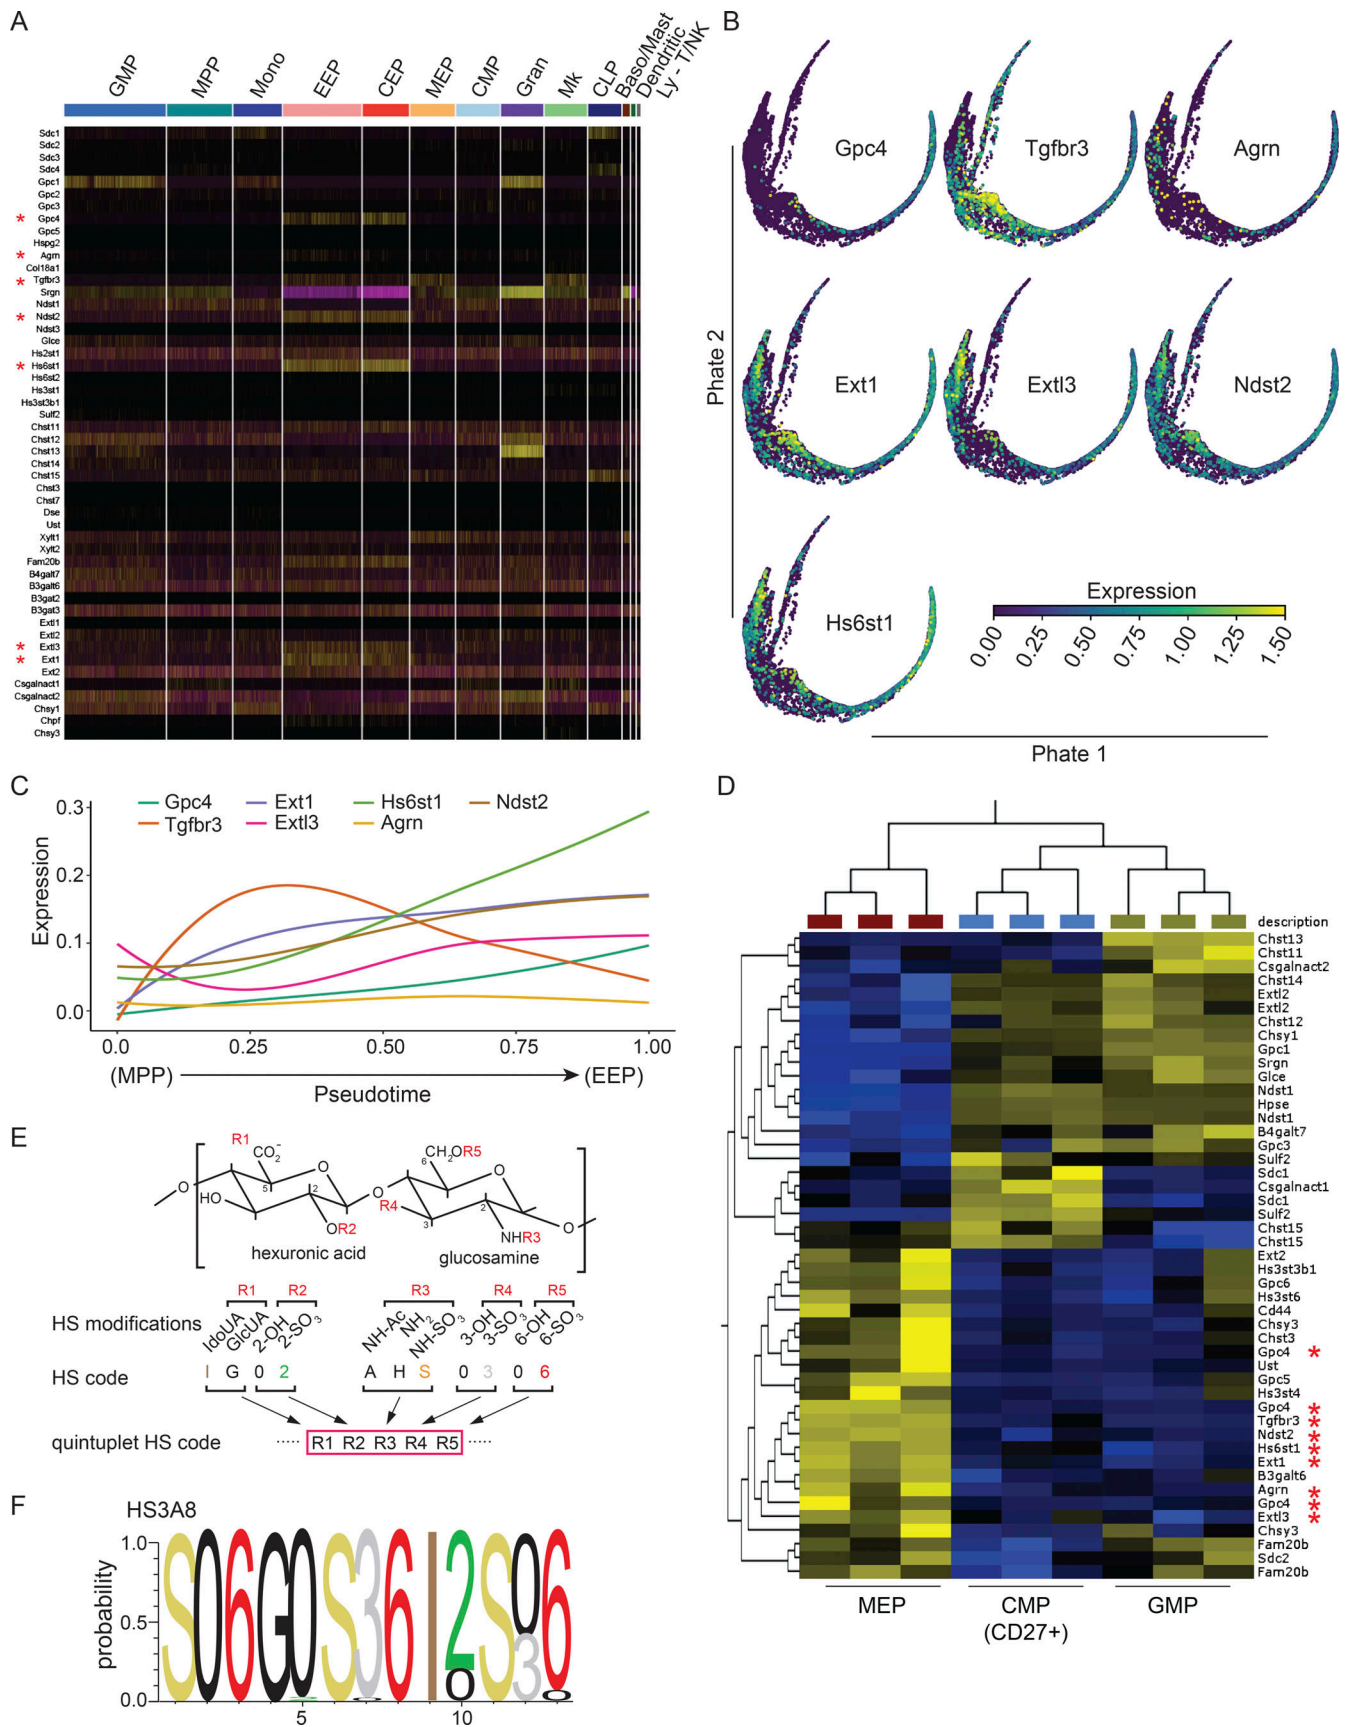 A
GMP
MPP
Mono
EEP
CEP
MEP
CMP
Gran
Mk
CLP
Baso/Mast
Dendritic
Ly - T/NK
Sdc1
Sdc2
Sdc3
Sdc4
Gpc1
Gpc2
Gpc3
* Gpc4
Gpc5
Hspg2
* Agrn
Col18a1
* Tgfbr3
Srgn
Ndst1
* Ndst2
Ndst3
Glce
Hs2st1
* Hs6st1
Hs6st2
Hs3st1
Hs3st3b1
Sulf2
Chst11
Chst12
Chst13
Chst14
Chst15
Chst3
Chst7
Dse
Ust
Xylt1
Xylt2
Fam20b
B4galt7
B3galt6
B3gat2
B3gat3
Extl1
Extl2
* Extl3
* Ext1
Ext2
Csgalnact1
Csgalnact2
Chsy1
Chpf
Chsy3
B
Gpc4
Tgfbr3
Agrn
Ext1
Extl3
Ndst2
Hs6st1
Phate 2
Expression
0.00 0.25 0.50 0.75 1.00 1.25 1.50
Phate 1
C
Gpc4 Ext1 Hs6st1 Ndst2
Tgfbr3 Extl3 Agrn
Expression
0.3
0.2
0.1
0.0
0.0 0.25 0.50 0.75 1.00
(MPP) (EEP)
Pseudotime
D
description
Chst13
Chst11
Csgalnact2
Chst14
Extl2
Extl2
Chst12
Chsy1
Gpc1
Srgn
Glce
Ndst1
Hpse
Ndst1
B4galt7
Gpc3
Sulf2
Sdc1
Csgalnact1
Sdc1
Sulf2
Chst15
Chst15
Ext2
Hs3st3b1
Gpc6
Hs3st6
Cd44
Chsy3
Chst3
Gpc4 *
Ust
Gpc5
Hs3st4
Gpc4 *
Tgfbr3 *
Ndst2 *
Hs6st1 *
Ext1 *
B3galt6
Agrn *
Gpc4 *
Extl3 *
Chsy3
Fam20b
Sdc2
Fam20b
MEP CMP GMP
(CD27+)
E
R1
CO2-
5
O
2
HO
OR2
O
6 CH2OR5
O
R4
3
2
NHR3
O
O
hexuronic acid glucosamine
R1 R2 R3 R4 R5
HS modifications
IdoUA GlcUA 2-OH 2-SO3 NH-Ac NH2 NH-SO3 3-OH 3-SO3 6-OH 6-SO3
HS code I G 0 2 A H S 0 3 0 6
quintuplet HS code ..... R1 R2 R3 R4 R5 .....
F
HS3A8
probability
1.0
0.5
0.0
S06G0S36I2S06
0 3 0
5 10